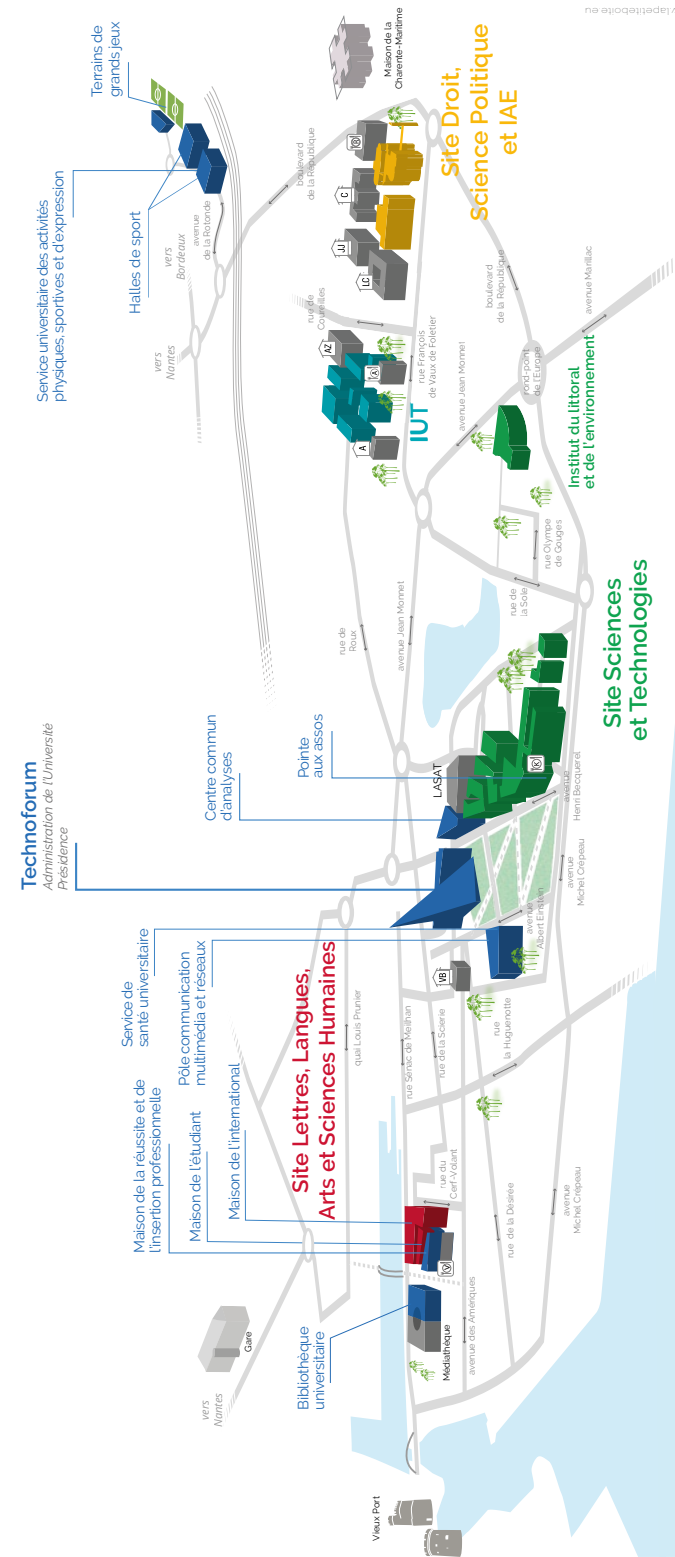 Technoforum
Administration de l'Université
Présidence
Service universitaire des activités
physiques, sportives et d'expression
Terrains de
grands jeux
Halles de sport
Service de
santé universitaire
Maison de la réussite et de
l'insertion professionnelle
Pôle communication
multimédia et réseaux
Maison de l'étudiant
Maison de l'international
Centre commun
d'analyses
Pointe
aux assos
Bibliothèque
universitaire
vers
Nantes
vers
Bordeaux
avenue
de la Rotonde
vers
Nantes
Gare
Vieux Port
Médiathèque
Site Lettres, Langues,
Arts et Sciences Humaines
quai Louis Prunier
rue Sénac de Meilhan
rue de la Scierie
rue du
Cerf-Volant
avenue des Amériques
rue de la Désirée
rue
la Huguenotte
avenue
Michel Crépeau
VB
avenue
Albert Einstein
avenue
Michel Crépeau
avenue
Henri Becquerel
LASAT
Site Sciences
et Technologies
rue de
Roux
avenue Jean Monnet
rue de
la Sole
rue Olympe
de Gouges
Institut du littoral
et de l'environnement
avenue Jean Monnet
rond-point
de l'Europe
avenue Marillac
boulevard
de la République
IUT
A
AZ
rue de
Coureilles
rue François
de Vaux de Foletier
LC
JJ
C
boulevard
de la République
Site Droit,
Science Politique
et IAE
Maison de la
Charente-Maritime
/lapetiteboite eu